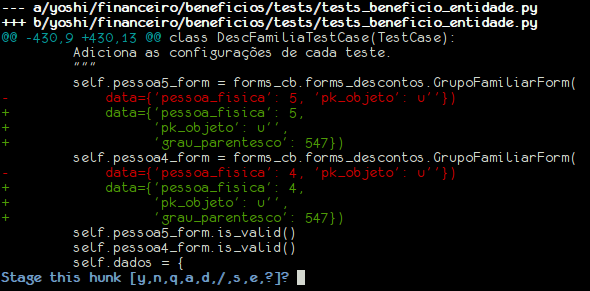 --- a/yoshi/financeiro/beneficios/tests/tests_beneficio_entidade.py
+++ b/yoshi/financeiro/beneficios/tests/tests_beneficio_entidade.py
@@ -430,9 +430,13 @@ class DescFamiliaTestCase(TestCase):
        Adiciona as configurações de cada teste.
        """
        self.pessoa5_form = forms_cb.forms_descontos.GrupoFamiliarForm(
-            data={'pessoa_fisica': 5, 'pk_objeto': u''})
+            data={'pessoa_fisica': 5,
+                  'pk_objeto': u'',
+                  'grau_parentesco': 547})
        self.pessoa4_form = forms_cb.forms_descontos.GrupoFamiliarForm(
-            data={'pessoa_fisica': 4, 'pk_objeto': u''})
+            data={'pessoa_fisica': 4,
+                  'pk_objeto': u'',
+                  'grau_parentesco': 547})
        self.pessoa5_form.is_valid()
        self.pessoa4_form.is_valid()
        self.dados = {
Stage this hunk [y,n,q,a,d,/,s,e,?]?